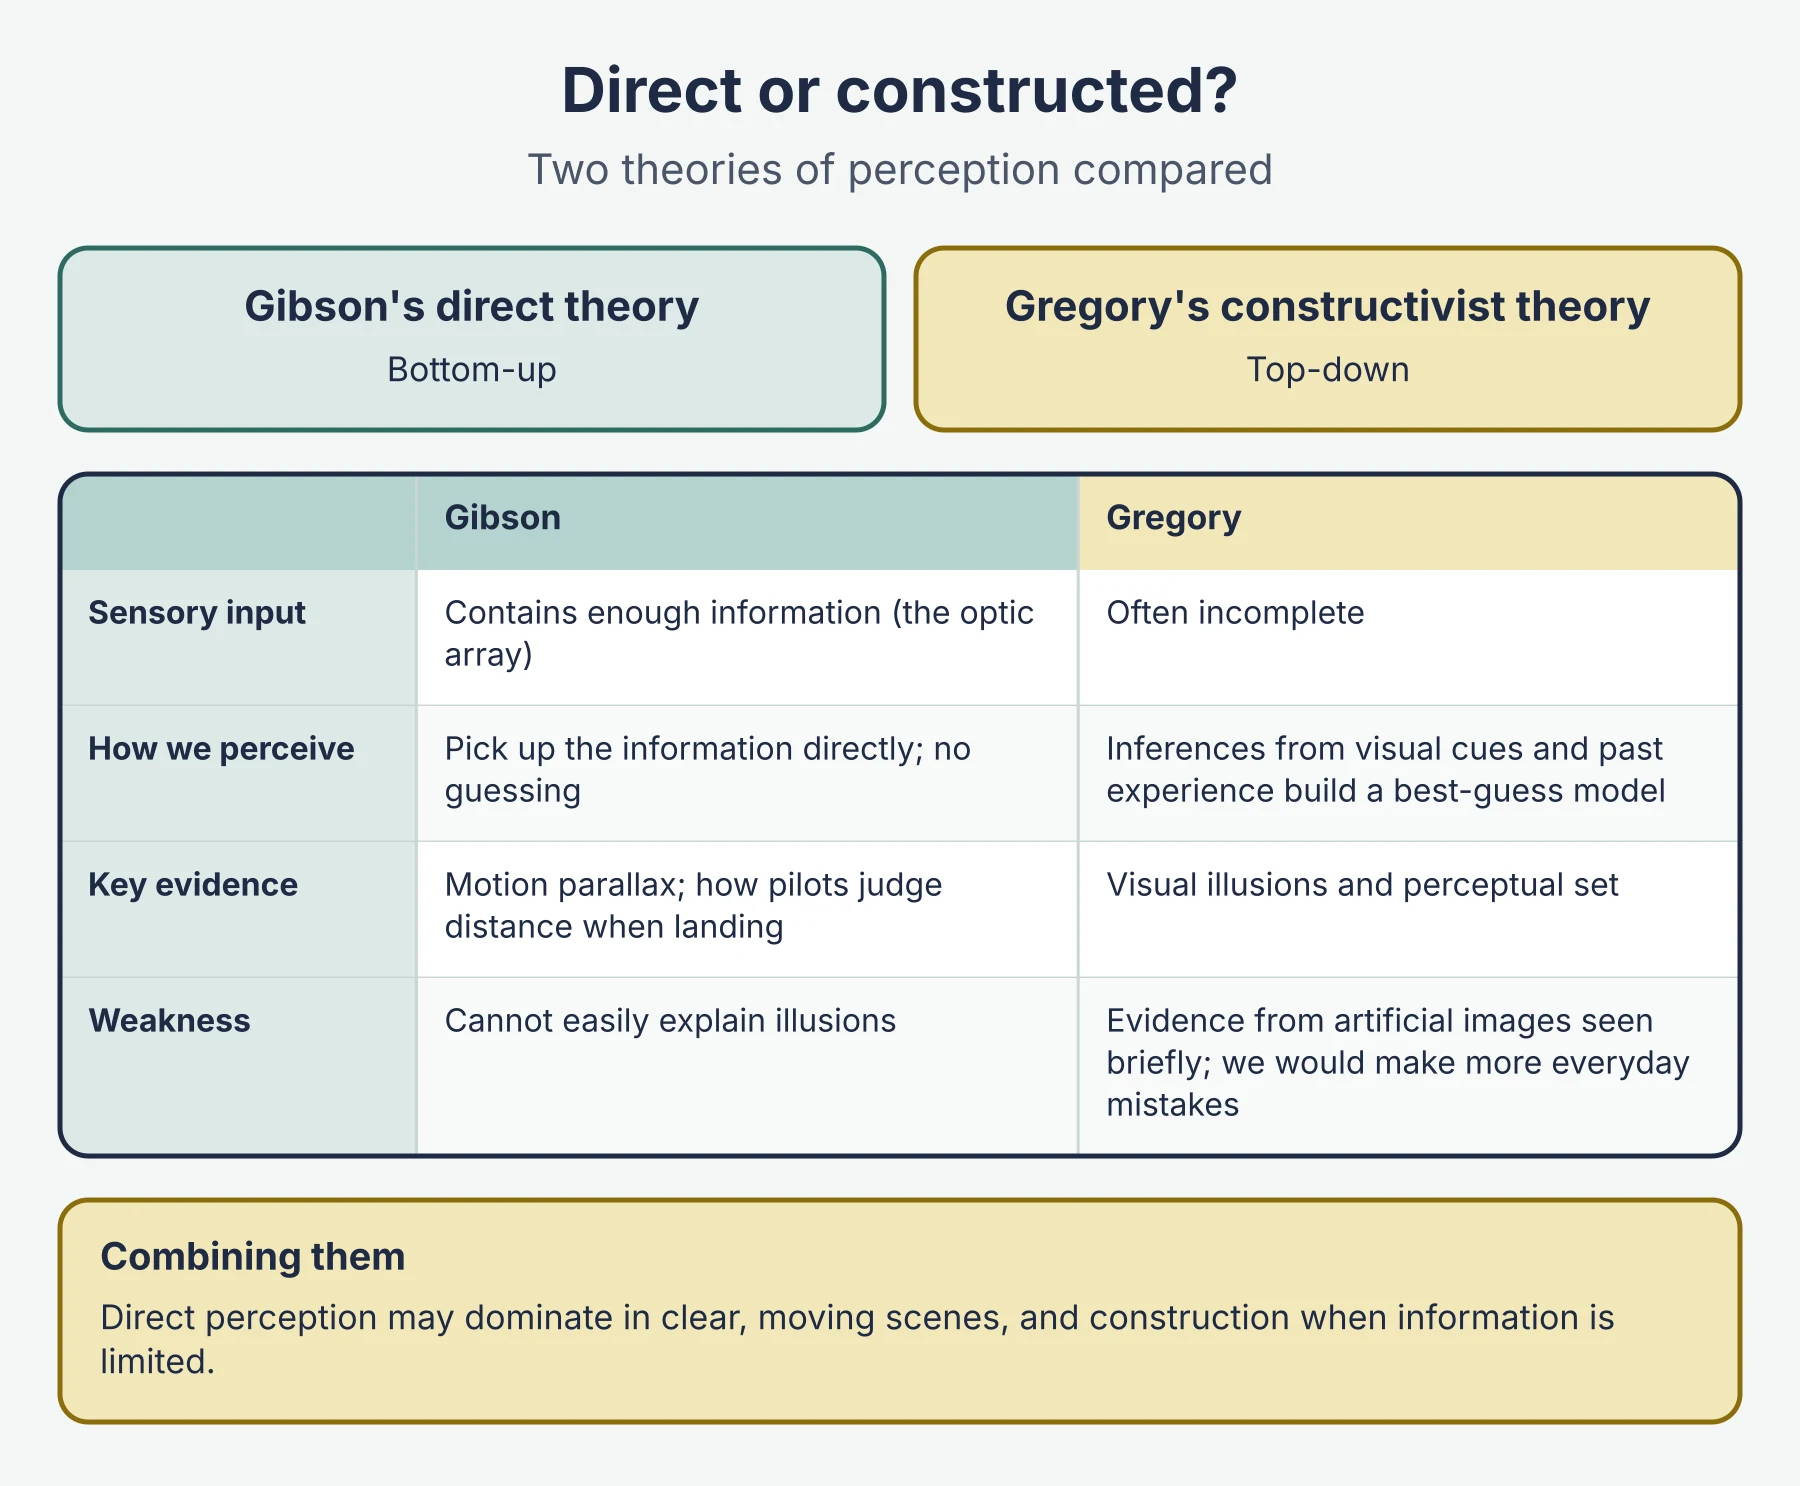 Direct or constructed?
Two theories of perception compared
Gibson's direct theory
Bottom-up
Gregory's constructivist theory
Top-down
Gibson
Gregory
Sensory input
Contains enough information (the optic
array)
Often incomplete
How we perceive
Pick up the information directly; no
guessing
Inferences from visual cues and past
experience build a best-guess model
Key evidence
Motion parallax; how pilots judge
distance when landing
Visual illusions and perceptual set
Weakness
Cannot easily explain illusions
Evidence from artificial images seen
briefly; we would make more everyday
mistakes
Combining them
Direct perception may dominate in clear, moving scenes, and construction when information is
limited.